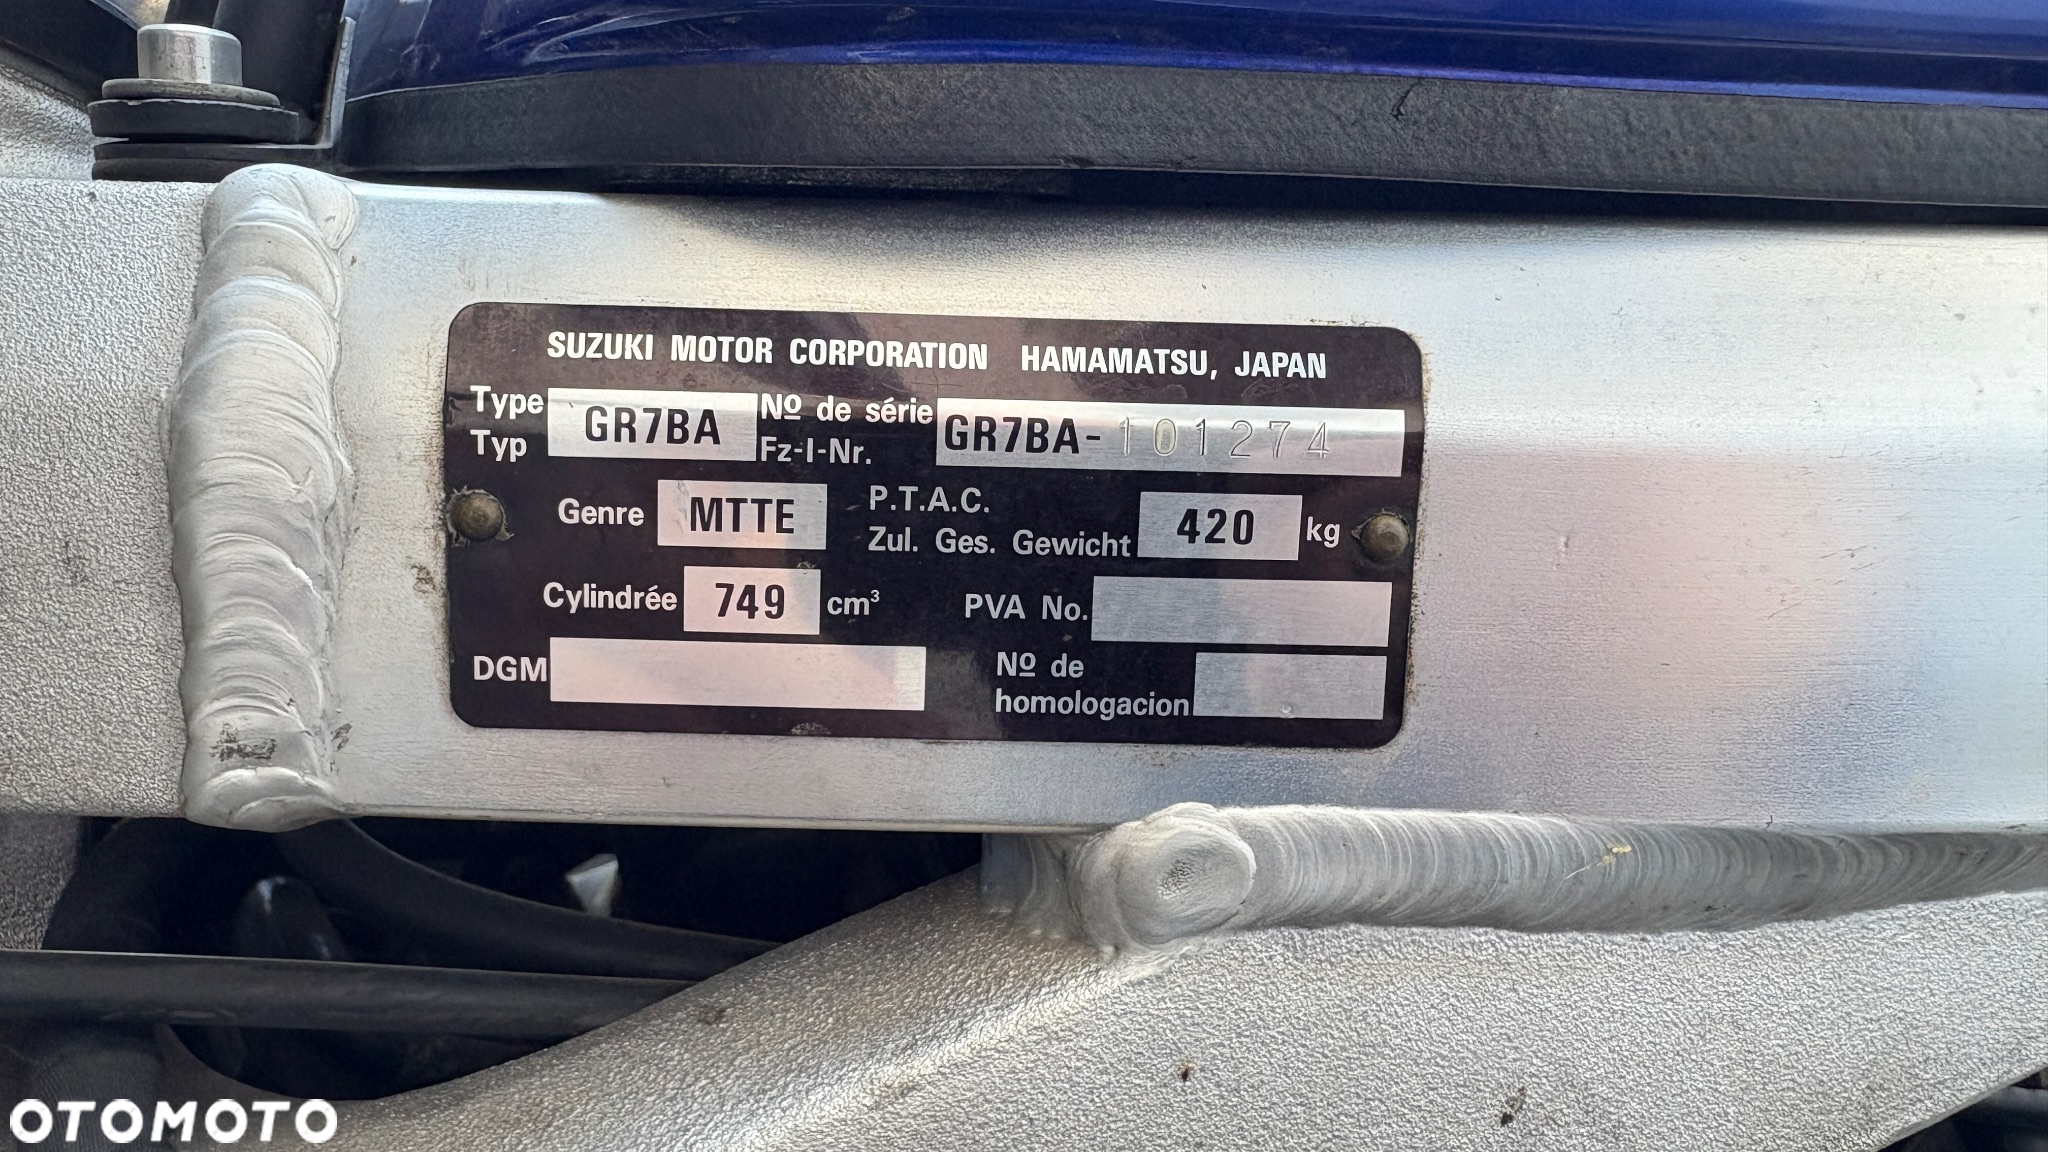 SUZUKI MOTOR CORPORATION HAMAMATSU, JAPAN
Type
Typ
GR7BA
Nº de série
Fz-I-Nr.
GR7BA-101274
Genre MTTE
P.T.A.C.
Zul. Ges. Gewicht
420 kg
Cylindrée 749 cm³
PVA No.
DGM
Nº de
homologacion
OTOMOTO